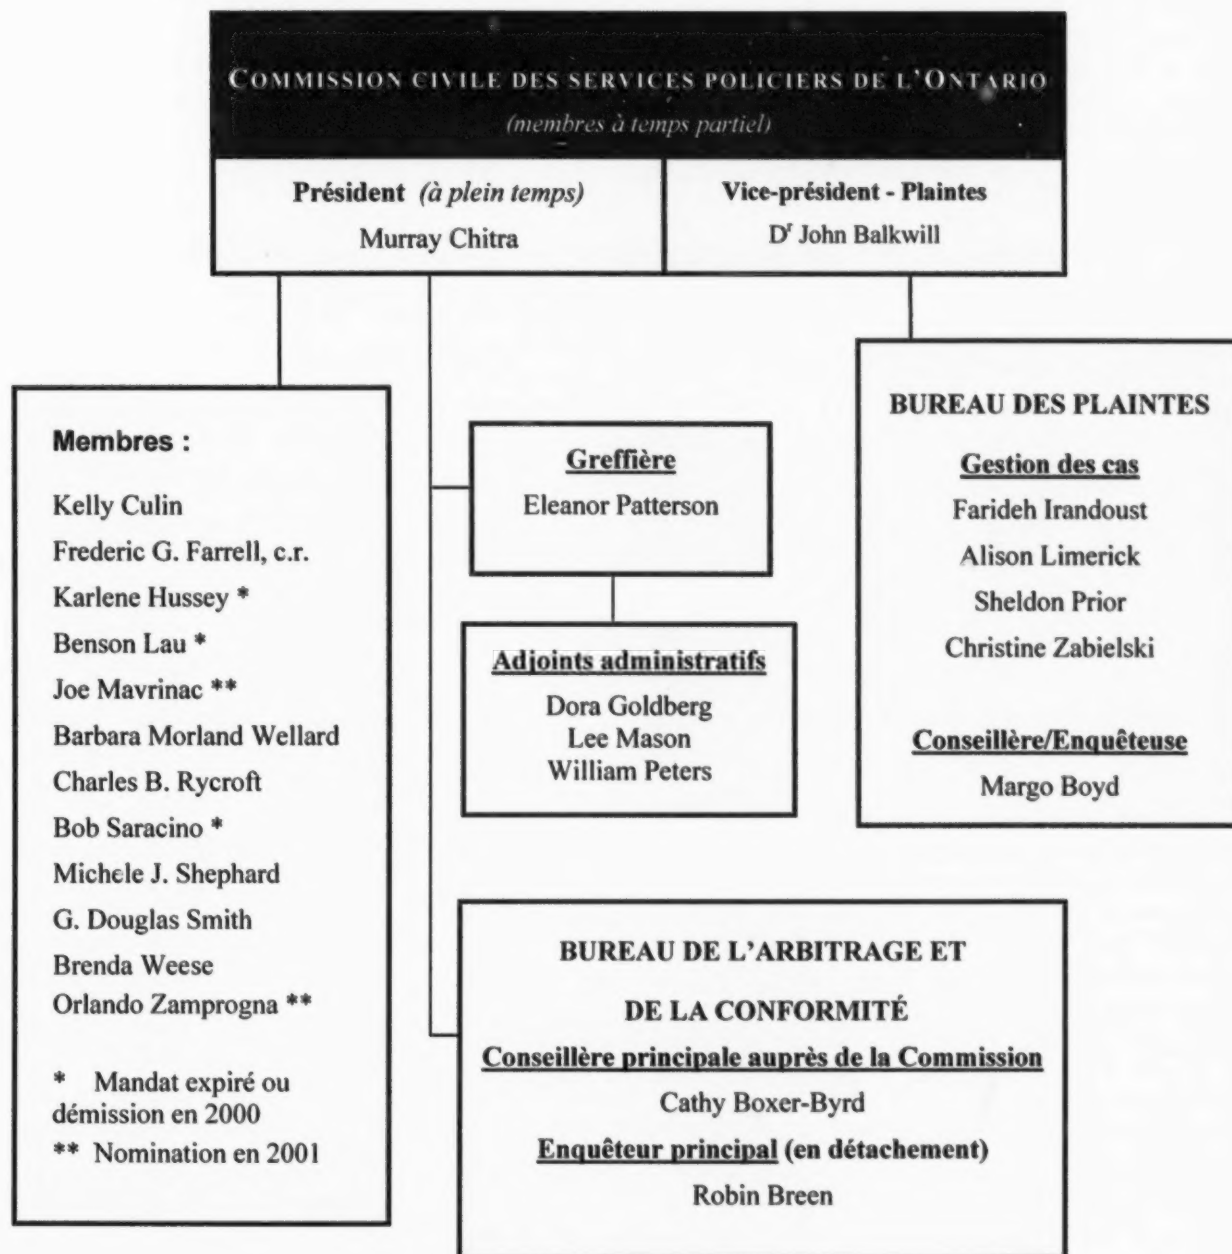 COMMISSION CIVILE DES SERVICES POLICIERS DE L'ONTARIO
(membres à temps partiel)
Président (à plein temps)
Murray Chitra
Vice-président - Plaintes
Dr John Balkwill
Membres :
Kelly Culin
Frederic G. Farrell, c.r.
Karlene Hussey *
Benson Lau *
Joe Mavrinac **
Barbara Morland Wellard
Charles B. Rycroft
Bob Saracino *
Michele J. Shephard
G. Douglas Smith
Brenda Weese
Orlando Zamprogna **
* Mandat expiré ou
démission en 2000
** Nomination en 2001
Greffière
Eleanor Patterson
Adjoints administratifs
Dora Goldberg
Lee Mason
William Peters
BUREAU DES PLAINTES
Gestion des cas
Farideh Irandoust
Alison Limerick
Sheldon Prior
Christine Zabielski
Conseillère/Enquêteuse
Margo Boyd
BUREAU DE L'ARBITRAGE ET
DE LA CONFORMITÉ
Conseillère principale auprès de la Commission
Cathy Boxer-Byrd
Enquêteur principal (en détachement)
Robin Breen